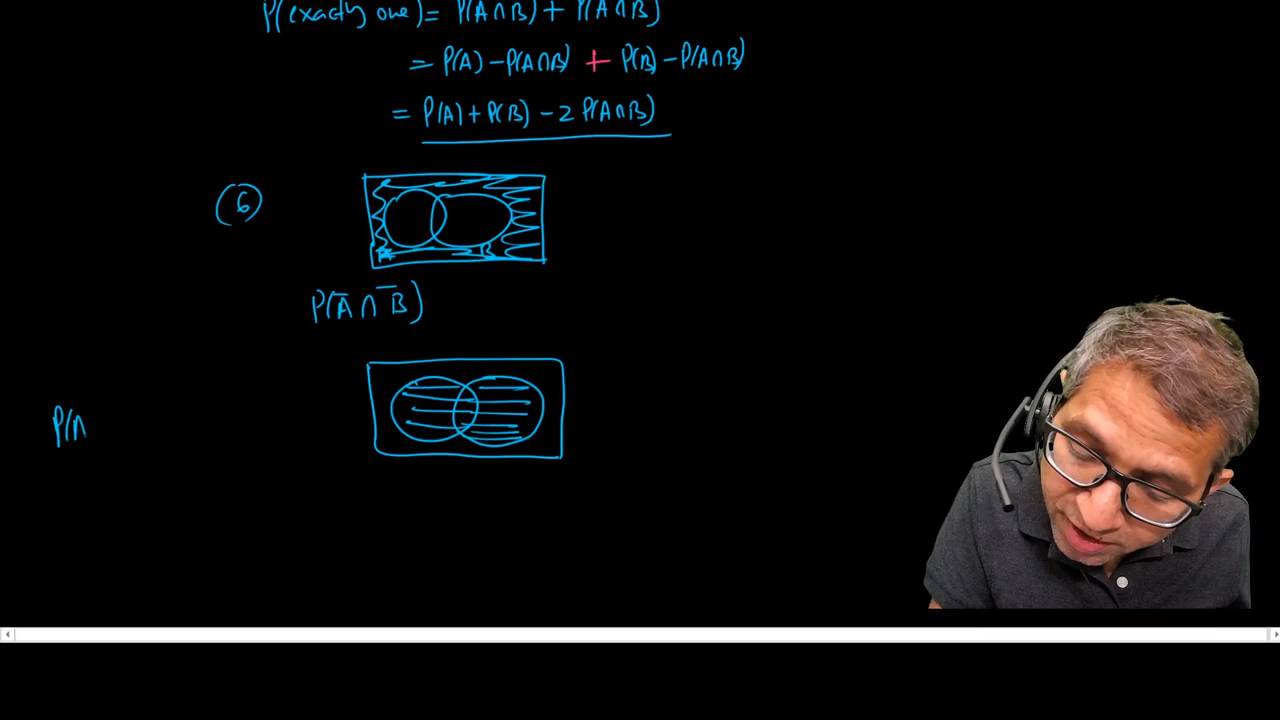 P(exactly one) = P(A∩B) + P(A∩B)
= P(A) - P(A∩B) + P(B) - P(A∩B)
= P(A) + P(B) - 2 P(A∩B)
6
A B
P(A̅ ∩ B̅)
P(A